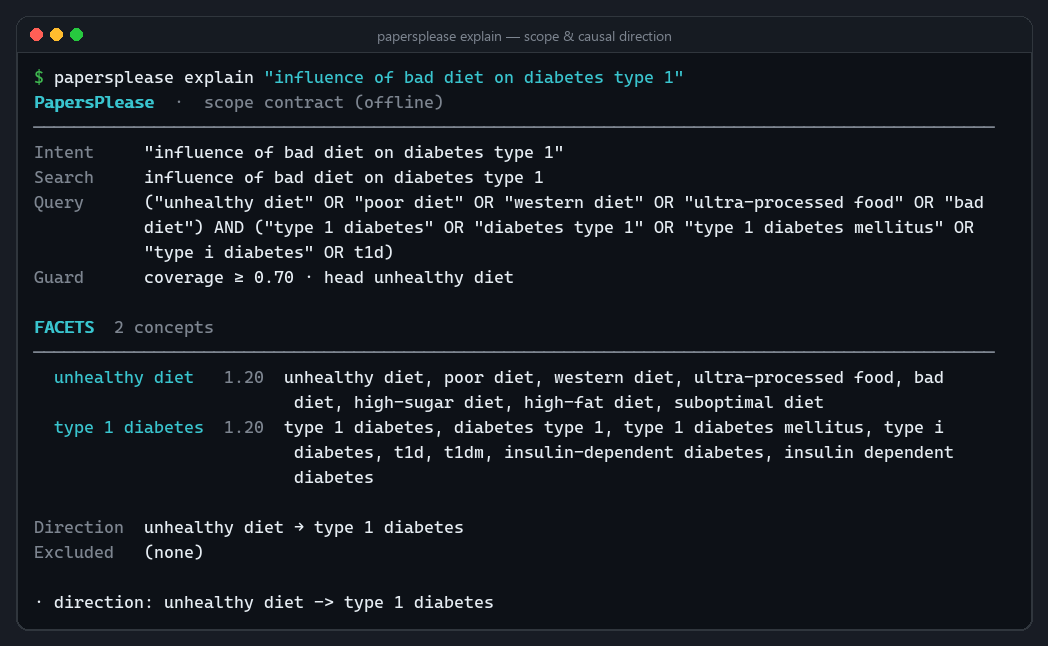 papersplease explain — scope & causal direction
$ papersplease explain "influence of bad diet on diabetes type 1"
PapersPlease · scope contract (offline)
Intent "influence of bad diet on diabetes type 1"
Search influence of bad diet on diabetes type 1
Query ("unhealthy diet" OR "poor diet" OR "western diet" OR "ultra-processed food" OR "bad
diet") AND ("type 1 diabetes" OR "diabetes type 1" OR "type 1 diabetes mellitus" OR
"type i diabetes" OR t1d)
Guard coverage ≥ 0.70 · head unhealthy diet
FACETS 2 concepts
unhealthy diet 1.20 unhealthy diet, poor diet, western diet, ultra-processed food, bad
diet, high-sugar diet, high-fat diet, suboptimal diet
type 1 diabetes 1.20 type 1 diabetes, diabetes type 1, type 1 diabetes mellitus, type i
diabetes, t1d, t1dm, insulin-dependent diabetes, insulin dependent
diabetes
Direction unhealthy diet → type 1 diabetes
Excluded (none)
· direction: unhealthy diet -> type 1 diabetes